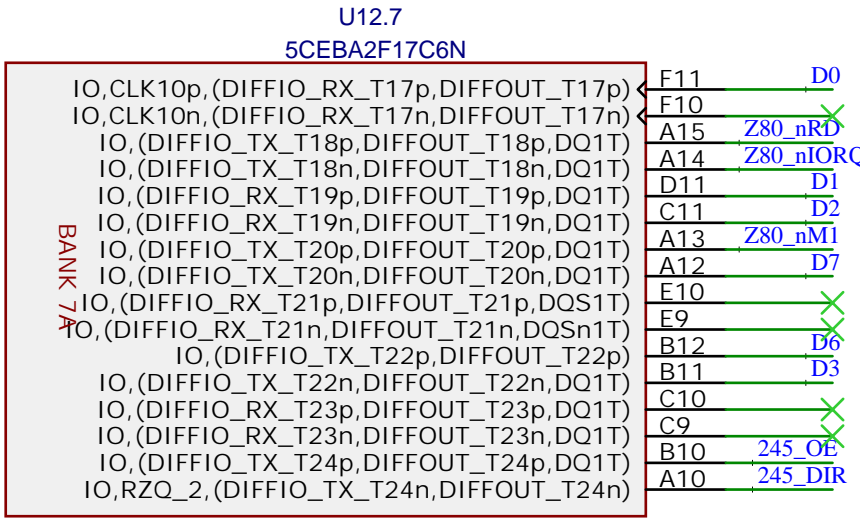 U12.7
5CEBA2F17C6N
IO,CLK10p,(DIFFIO_RX_T17p,DIFFOUT_T17p) F11 D0
IO,CLK10n,(DIFFIO_RX_T17n,DIFFOUT_T17n) F10
IO,(DIFFIO_TX_T18p,DIFFOUT_T18p,DQ1T) A15 Z80_nRD
IO,(DIFFIO_TX_T18n,DIFFOUT_T18n,DQ1T) A14 Z80_nIORQ
IO,(DIFFIO_RX_T19p,DIFFOUT_T19p,DQ1T) D11 D1
IO,(DIFFIO_RX_T19n,DIFFOUT_T19n,DQ1T) C11 D2
IO,(DIFFIO_TX_T20p,DIFFOUT_T20p,DQ1T) A13 Z80_nM1
IO,(DIFFIO_TX_T20n,DIFFOUT_T20n,DQ1T) A12 D7
IO,(DIFFIO_RX_T21p,DIFFOUT_T21p,DQS1T) E10
IO,(DIFFIO_RX_T21n,DIFFOUT_T21n,DQSn1T) E9
IO,(DIFFIO_TX_T22p,DIFFOUT_T22p) B12 D6
IO,(DIFFIO_TX_T22n,DIFFOUT_T22n,DQ1T) B11 D3
IO,(DIFFIO_RX_T23p,DIFFOUT_T23p,DQ1T) C10
IO,(DIFFIO_RX_T23n,DIFFOUT_T23n,DQ1T) C9
IO,(DIFFIO_TX_T24p,DIFFOUT_T24p,DQ1T) B10 245_OE
IO,RZQ_2,(DIFFIO_TX_T24n,DIFFOUT_T24n) A10 245_DIR
BANK 7A